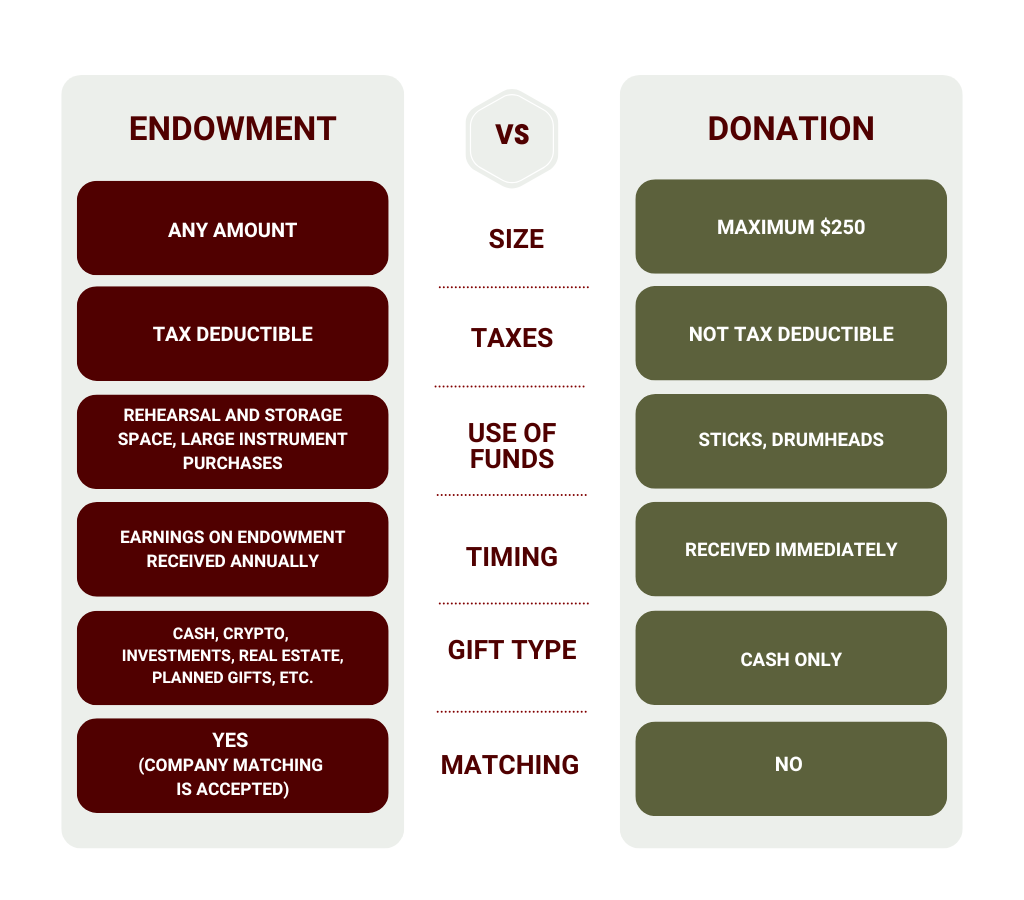 ENDOWMENT
VS
DONATION
ANY AMOUNT
SIZE
MAXIMUM $250
TAX DEDUCTIBLE
TAXES
NOT TAX DEDUCTIBLE
REHEARSAL AND STORAGE
SPACE, LARGE INSTRUMENT
PURCHASES
USE OF
FUNDS
STICKS, DRUMHEADS
EARNINGS ON ENDOWMENT
RECEIVED ANNUALLY
TIMING
RECEIVED IMMEDIATELY
CASH, CRYPTO,
INVESTMENTS, REAL ESTATE,
PLANNED GIFTS, ETC.
GIFT TYPE
CASH ONLY
YES
(COMPANY MATCHING
IS ACCEPTED)
MATCHING
NO